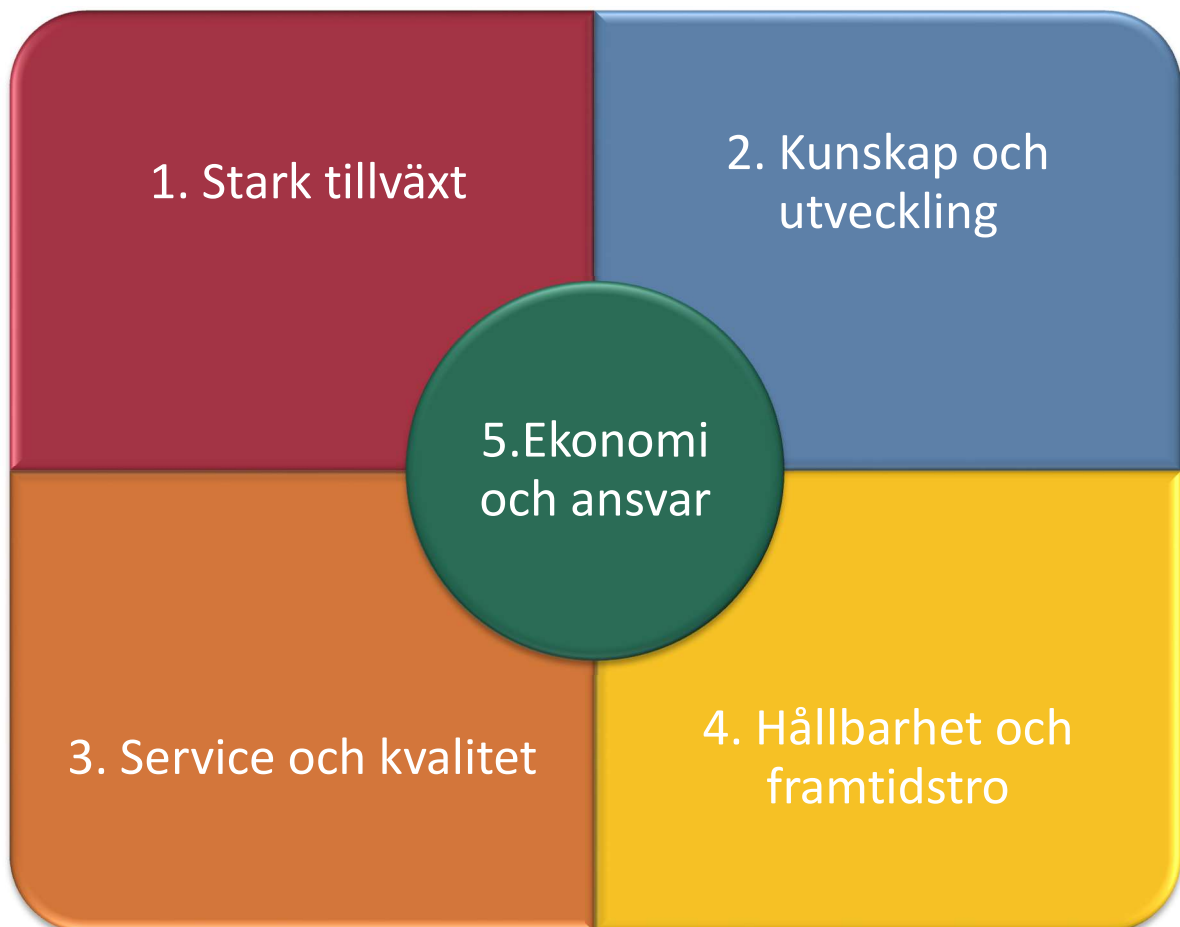 1. Stark tillväxt
2. Kunskap och
utveckling
5.Ekonomi
och ansvar
3. Service och kvalitet
4. Hållbarhet och
framtidstro